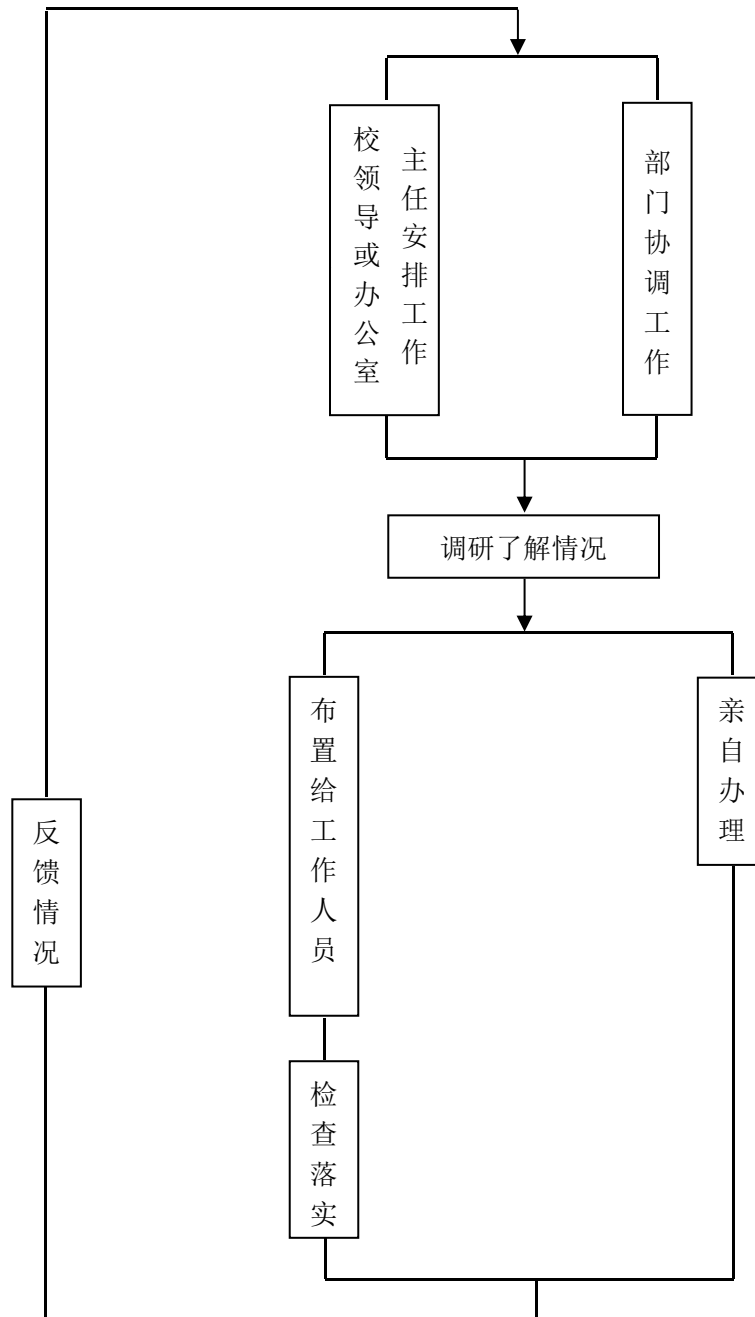 校领导或办公室
主任安排工作
部门协调工作
调研了解情况
布置给工作人员
亲自办理
反馈情况
检查落实